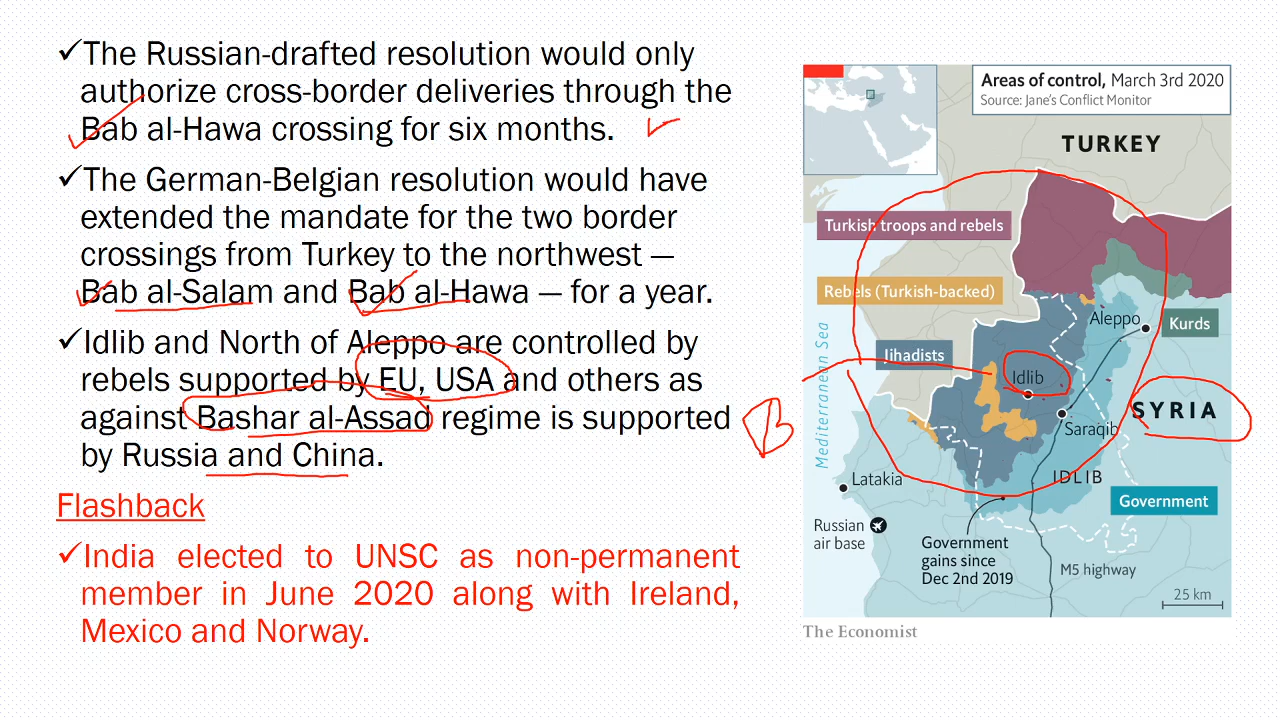 ✓The Russian-drafted resolution would only
authorize cross-border deliveries through the
Bab al-Hawa crossing for six months.
✓The German-Belgian resolution would have
extended the mandate for the two border
crossings from Turkey to the northwest —
Bab al-Salam and Bab al-Hawa — for a year.
✓Idlib and North of Aleppo are controlled by
rebels supported by EU, USA and others as
against Bashar al-Assad regime is supported
by Russia and China.
Flashback
✓India elected to UNSC as non-permanent
member in June 2020 along with Ireland,
Mexico and Norway.
Areas of control, March 3rd 2020
Source: Jane's Conflict Monitor
TURKEY
Turkish troops and rebels
Rebels (Turkish-backed)
Aleppo
Kurds
Jihadists
Idlib
SYRIA
Mediterranean Sea
Saraqib
B
IDLIB
Latakia
Government
Russian
air base
Government
gains since
Dec 2nd 2019
M5 highway
25 km
The Economist